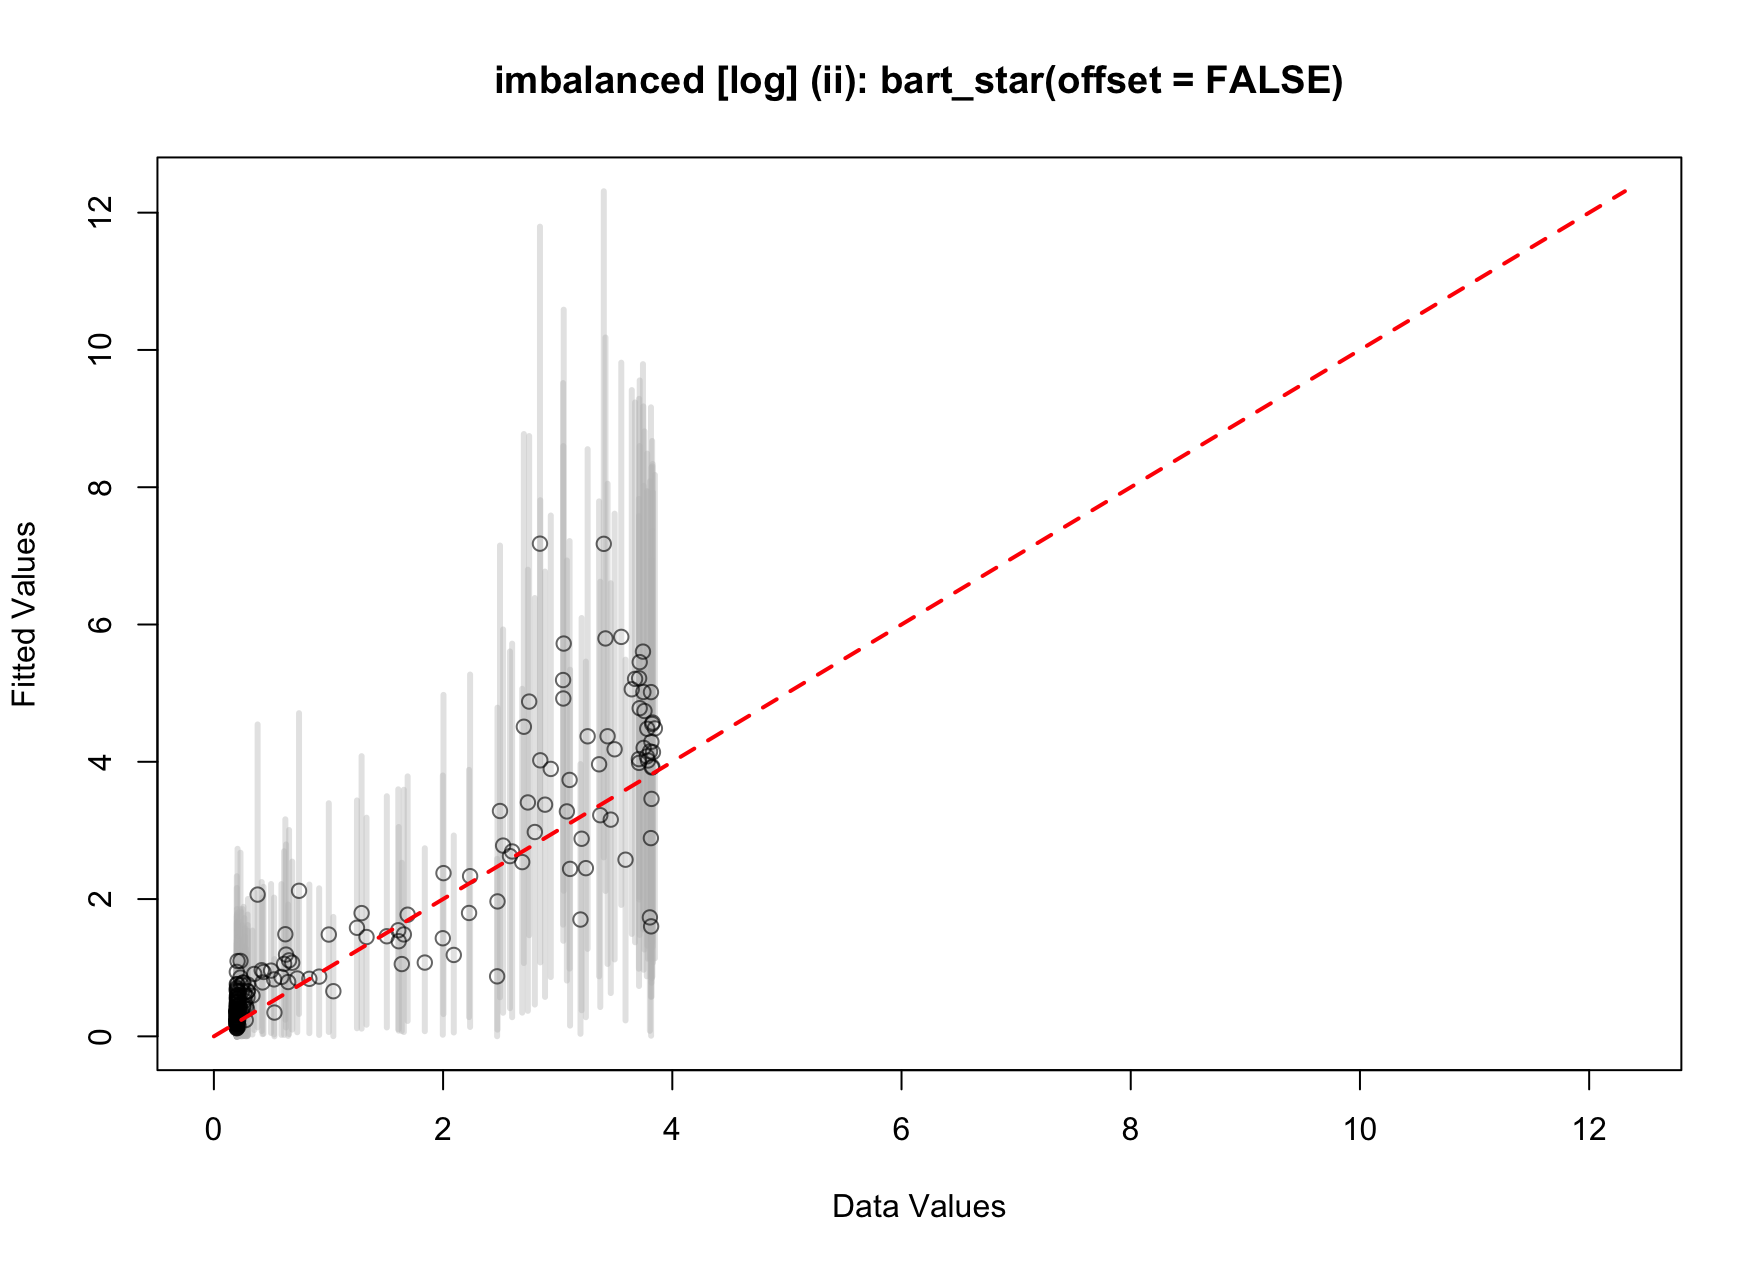 imbalanced [log] (ii): bart_star(offset = FALSE)
Fitted Values
12
10
8
6
4
2
0
0 2 4 6 8 10 12
Data Values